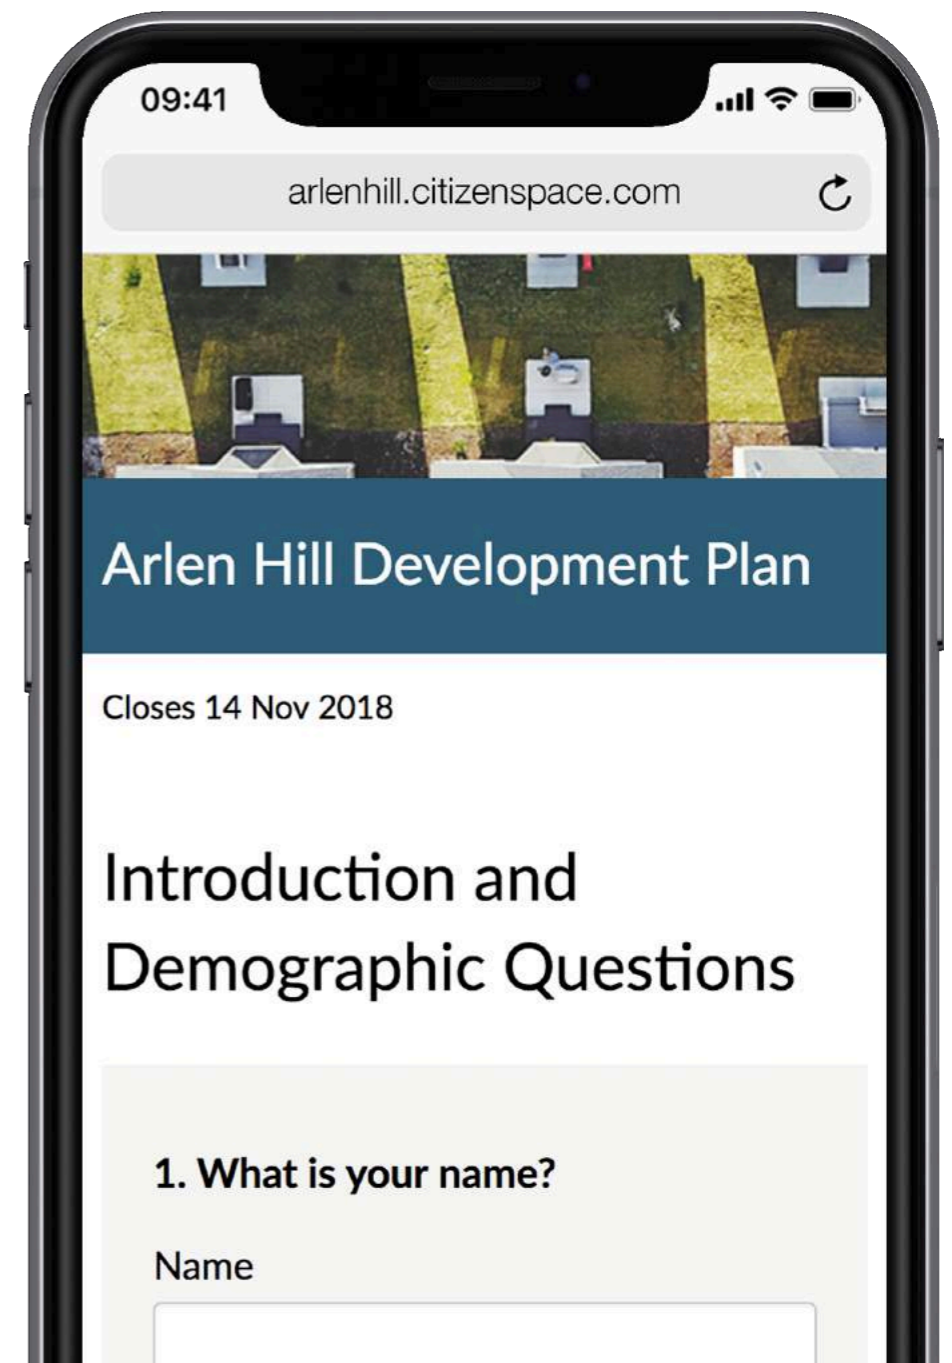 09:41
arlenhill.citizenspace.com
Arlen Hill Development Plan
Closes 14 Nov 2018
Introduction and
Demographic Questions
1. What is your name?
Name